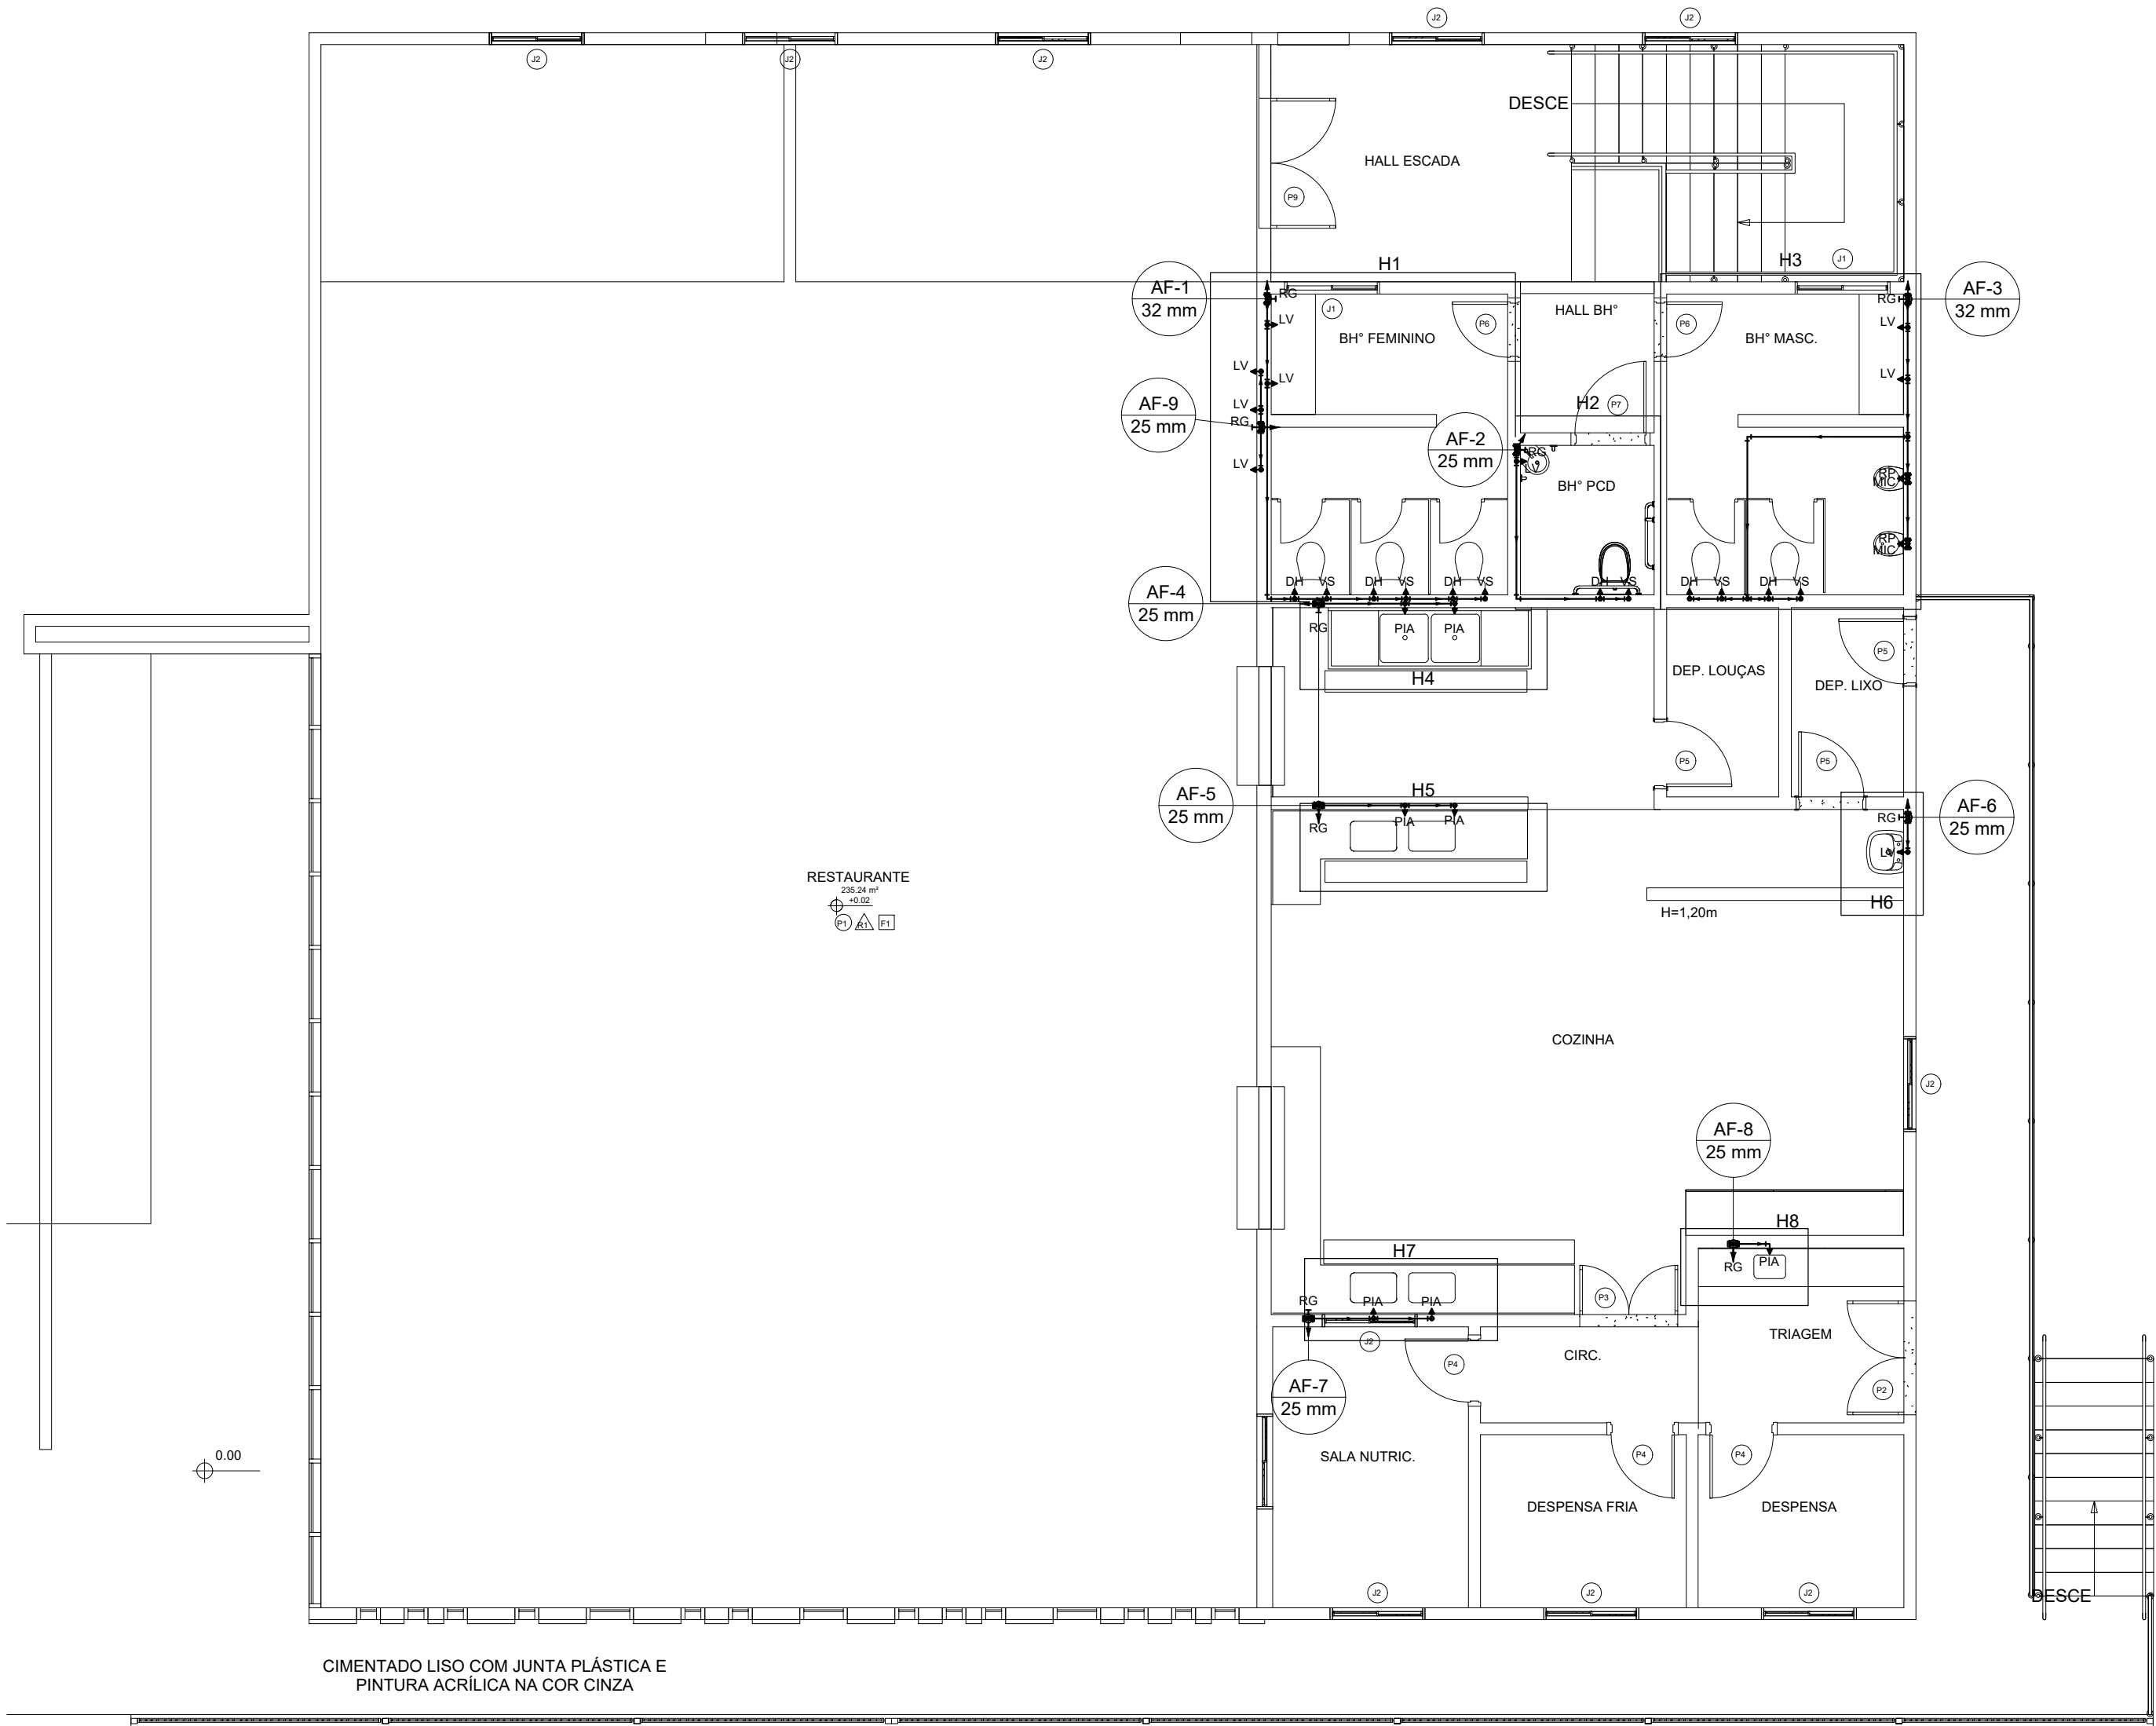 J2
J2
J2
J2
J2
DESCE
HALL ESCADA
P9
H1
H3
J1
AF-1
32 mm
RG
LV
J1
BH° FEMININO
P6
HALL BH°
P6
BH° MASC.
RG
LV
AF-3
32 mm
LV
LV
LV
AF-9
25 mm
LV
RG
LV
H2
P7
AF-2
25 mm
RG
LV
BH° PCD
RP
MIC
RP
MIC
DH
VS
DH
VS
DH
VS
DH
VS
DH
VS
DH
VS
AF-4
25 mm
RG
PIA
PIA
H4
DEP. LOUÇAS
DEP. LIXO
P5
P5
P5
AF-5
25 mm
H5
RG
PIA
PIA
AF-6
25 mm
RG
LV
H6
H=1,20m
RESTAURANTE
235.24 m²
+0.02
P1
R1
F1
COZINHA
J2
AF-8
25 mm
H8
RG
PIA
H7
RG
PIA
PIA
P3
J2
P4
CIRC.
TRIAGEM
P2
AF-7
25 mm
0.00
SALA NUTRIC.
P4
P4
DESPENSA FRIA
DESPENSA
J2
J2
J2
DESCE
CIMENTADO LISO COM JUNTA PLÁSTICA E
PINTURA ACRÍLICA NA COR CINZA